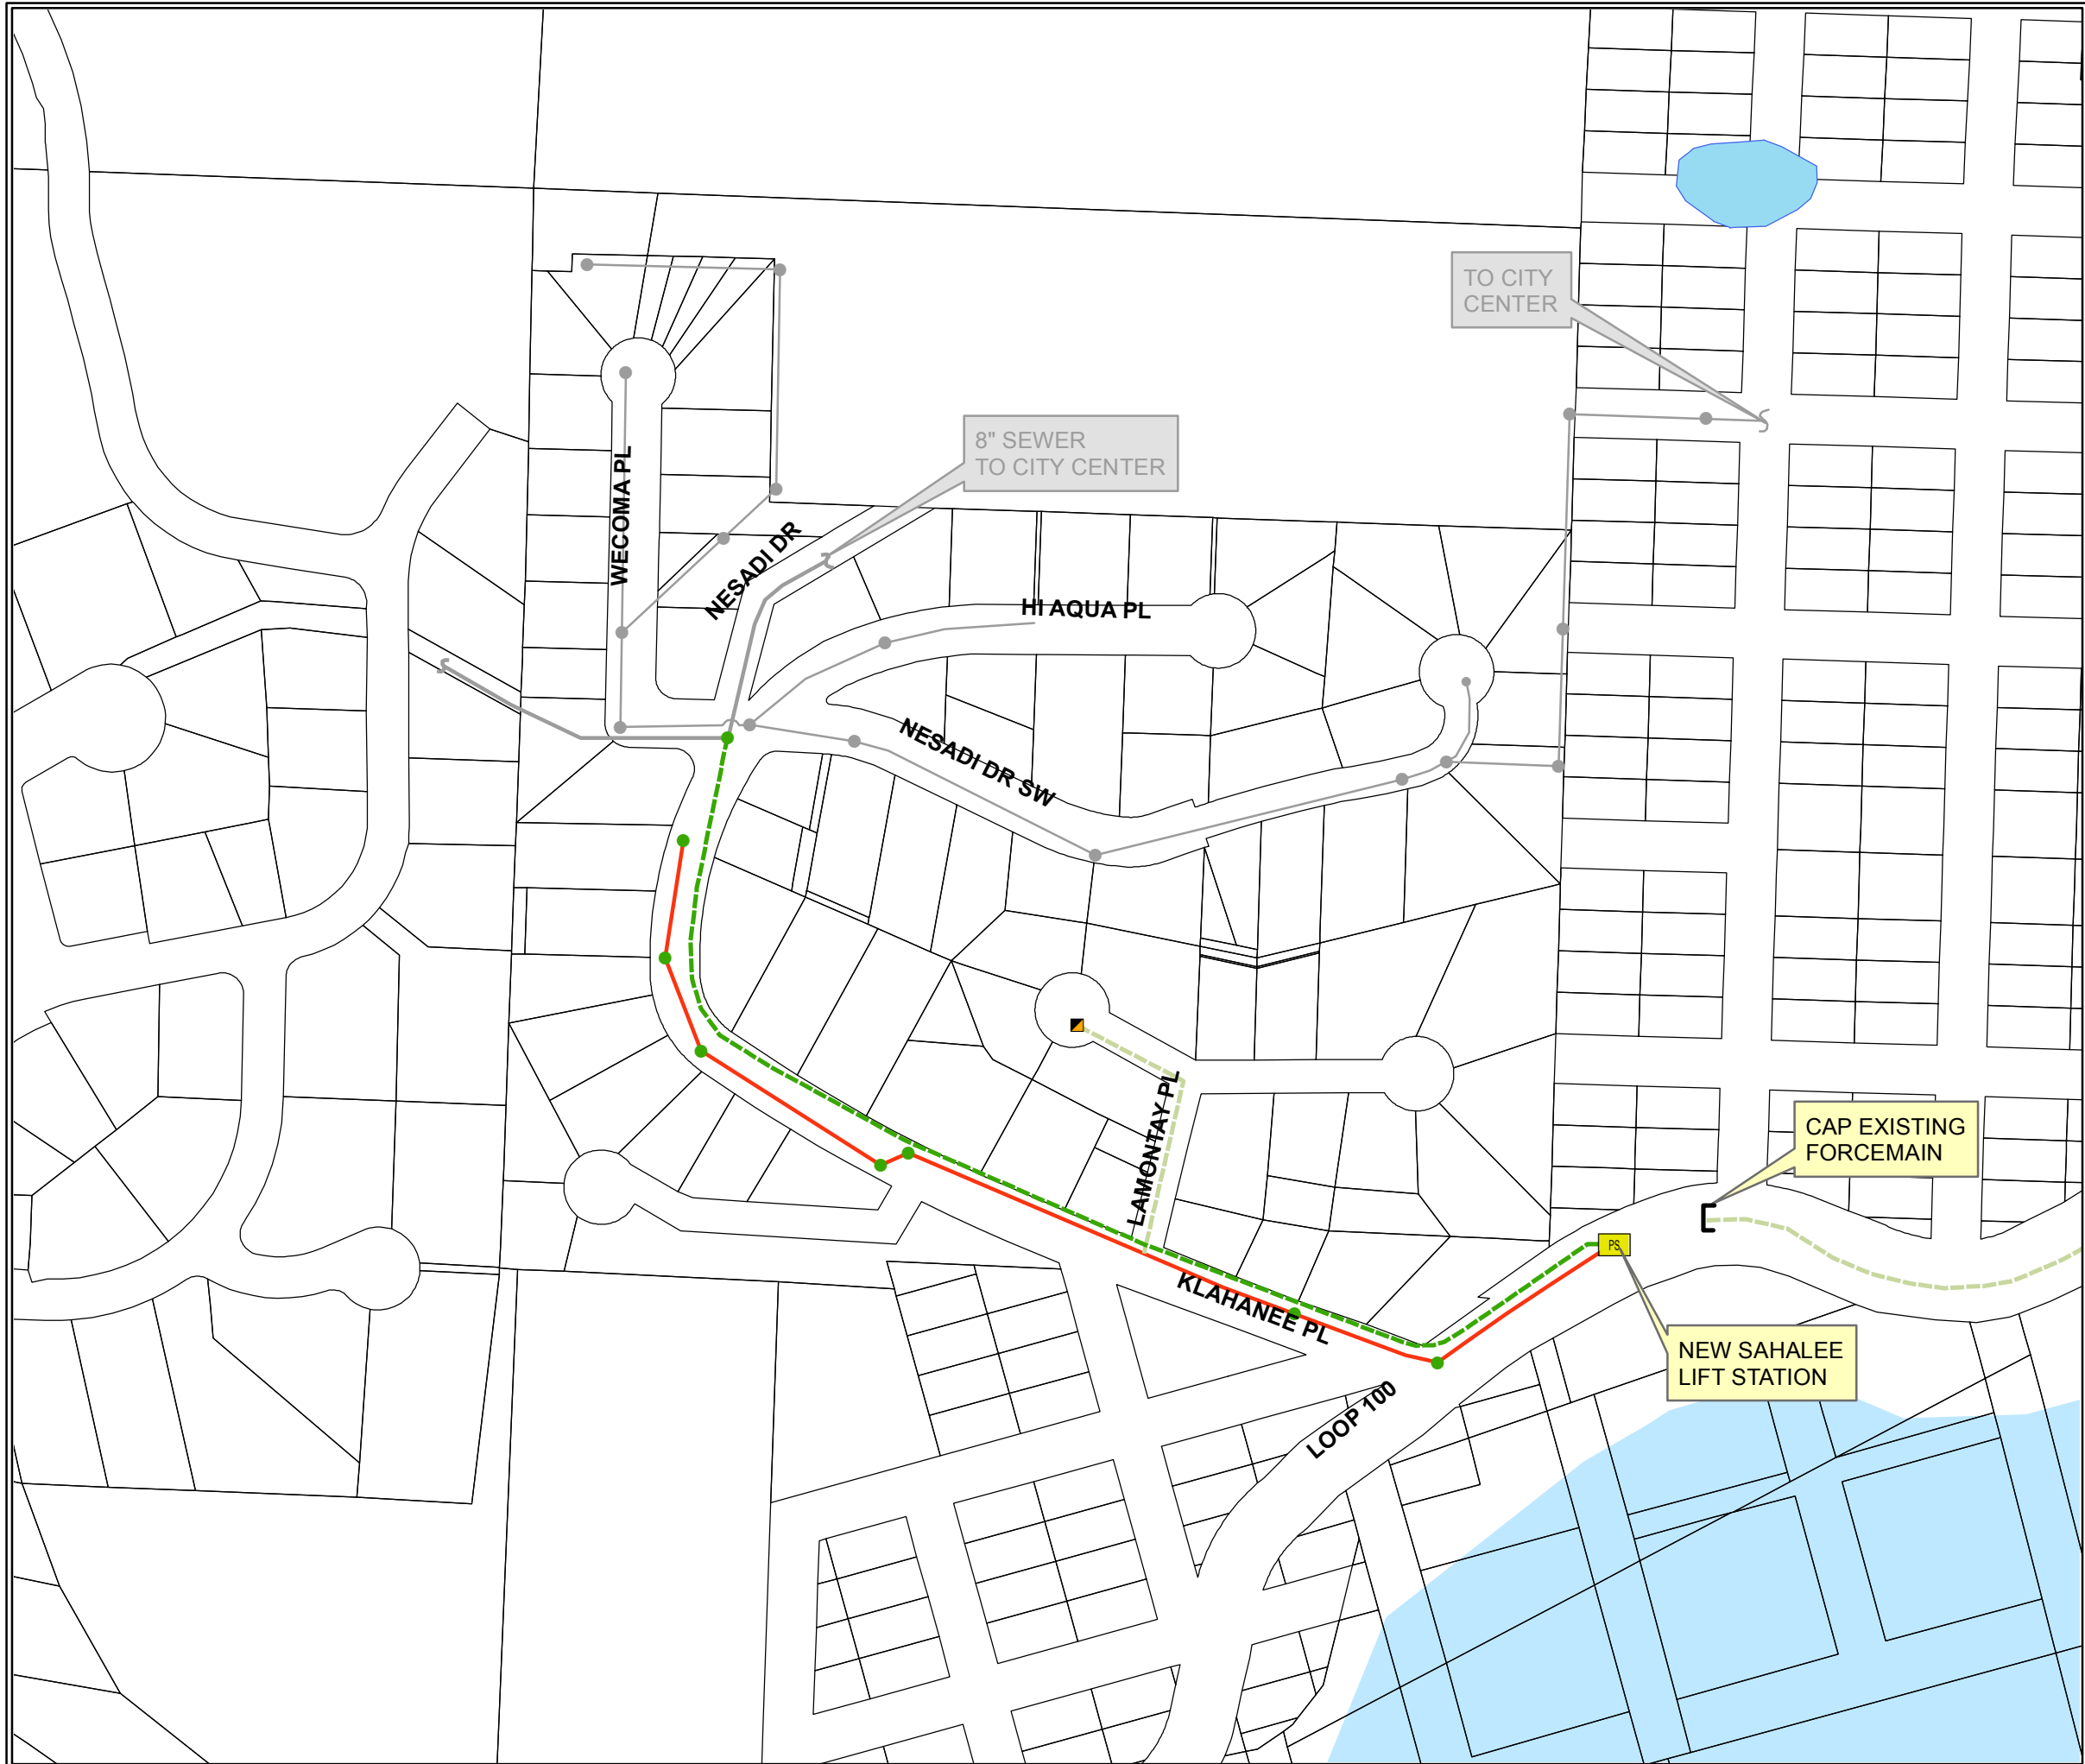 TO CITY
CENTER
8" SEWER
TO CITY CENTER
WECOMA PL
NESADI DR
HI AQUA PL
NESADI DR SW
LAMONTAY PL
CAP EXISTING
FORCEMAIN
PS
KLAHANEE PL
NEW SAHALEE
LIFT STATION
LOOP 100